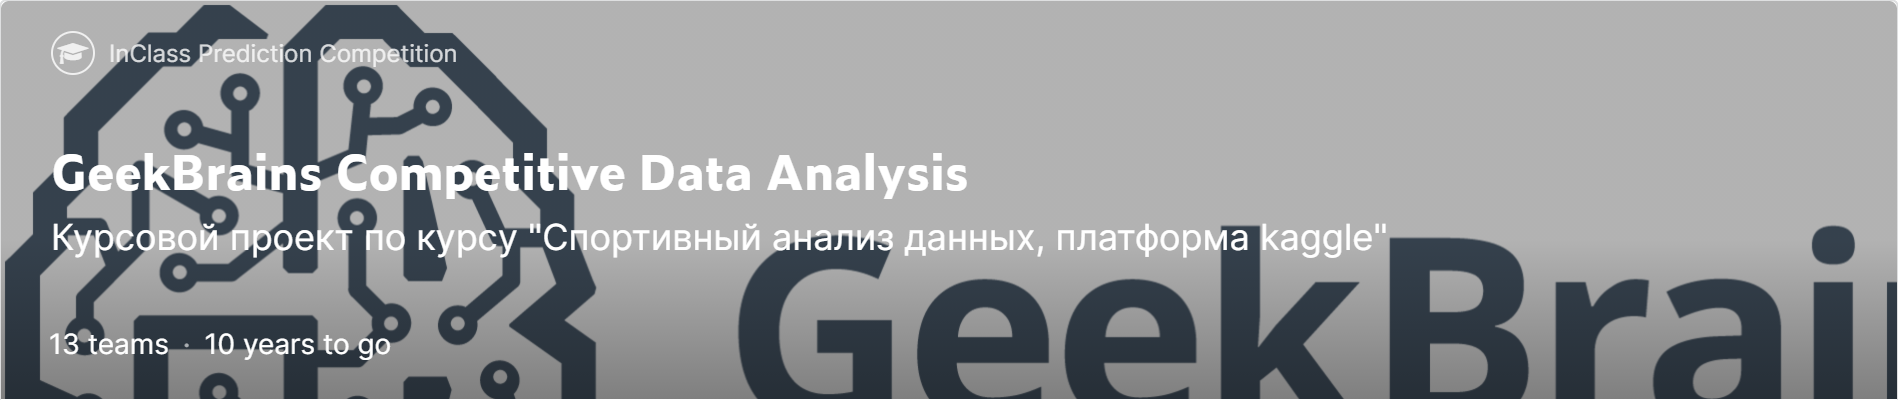 InClass Prediction Competition
GeekBrains Competitive Data Analysis
Курсовой проект по курсу "Спортивный анализ данных, платформа kaggle"
13 teams · 10 years to go
GeekBrai